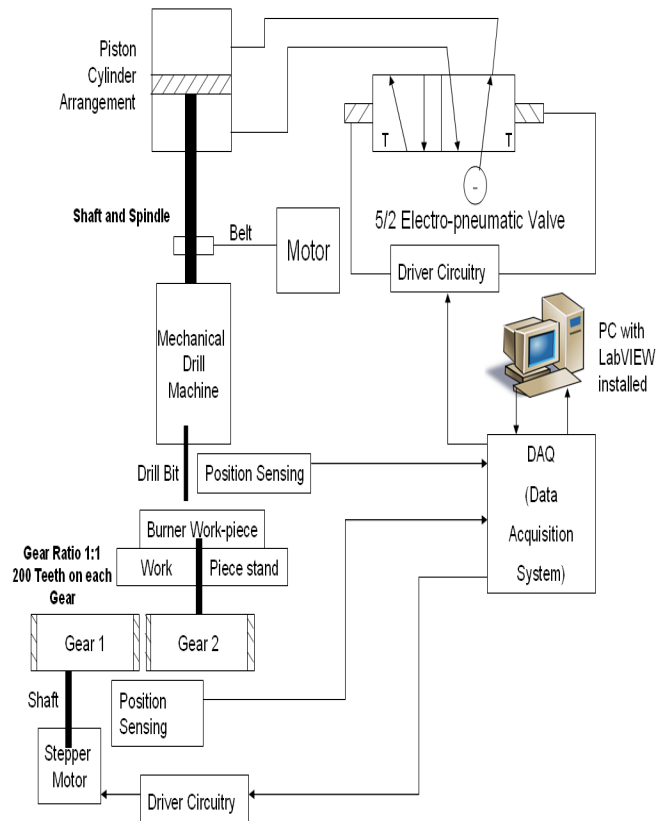 Piston
Cylinder
Arrangement
T
T
5/2 Electro-pneumatic Valve
Shaft and Spindle
Belt
Motor
Driver Circuitry
Mechanical
Drill
Machine
PC with
LabVIEW
installed
Drill Bit
Position Sensing
DAQ
(Data
Acquisition
System)
Burner Work-piece
Work Piece stand
Gear Ratio 1:1
200 Teeth on each
Gear
Gear 1
Gear 2
Shaft
Position
Sensing
Stepper
Motor
Driver Circuitry